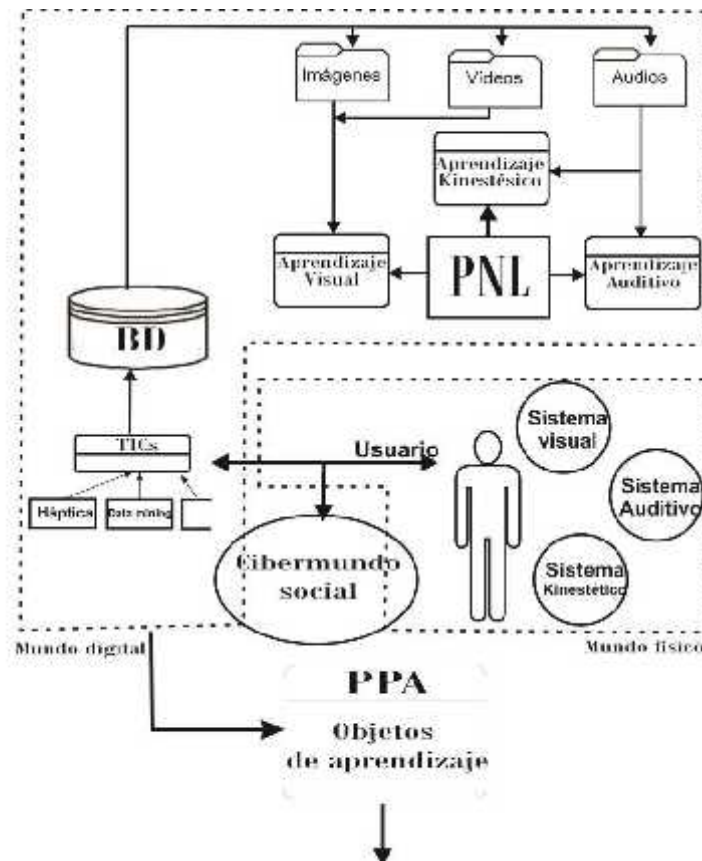 Imágenes
Videos
Audios
Aprendizaje
Kinestésico
Aprendizaje
Visual
PNL
Aprendizaje
Auditivo
BD
TICs
Háptica
Data mining
Usuario
Sistema
visual
Sistema
Auditivo
Sistema
Kinestético
Cibermundo
social
Mundo digital
Mundo físico
PPA
Objetos
de aprendizaje